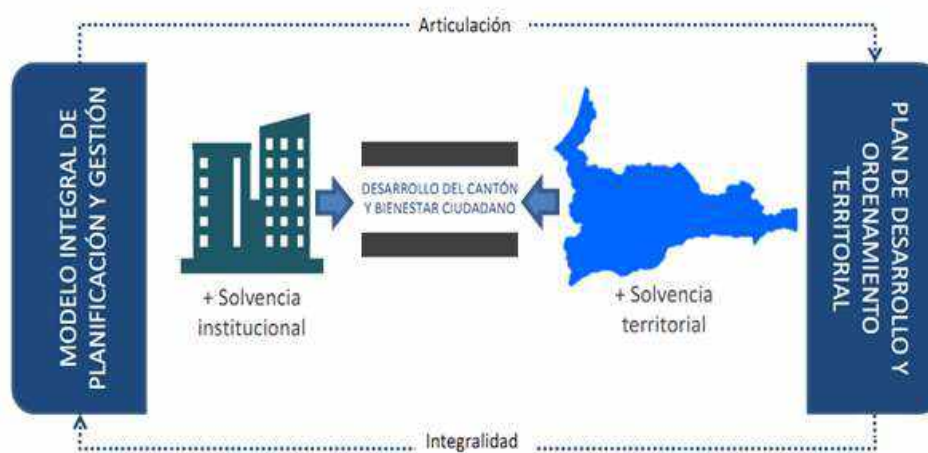 Articulación
MODELO INTEGRAL DE
PLANIFICACIÓN Y GESTIÓN
DESARROLLO DEL CANTÓN
Y BIENESTAR CIUDADANO
+ Solvencia
institucional
+ Solvencia
territorial
PLAN DE DESARROLLO Y
ORDENAMIENTO
TERRITORIAL
Integralidad